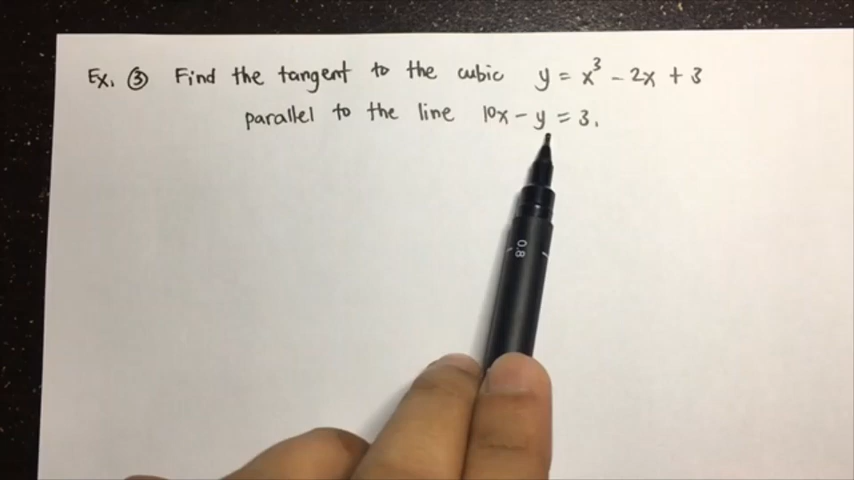 Ex. ③ Find the tangent to the cubic y = x³ - 2x + 3
parallel to the line 10x - y = 3.
0.8